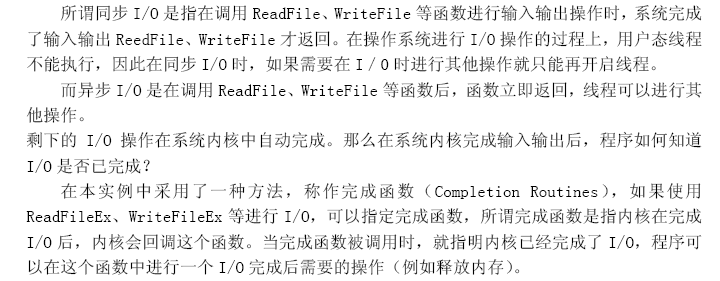 所谓同步 I/O 是指在调用 ReadFile、WriteFile 等函数进行输入输出操作时，系统完成
了输入输出 ReedFile、WriteFile 才返回。在操作系统进行 I/O 操作的过程上，用户态线程
不能执行，因此在同步 I/O 时，如果需要在 I／O 时进行其他操作就只能再开启线程。
而异步 I/O 是在调用 ReadFile、WriteFile 等函数后，函数立即返回，线程可以进行其
他操作。
剩下的 I/O 操作在系统内核中自动完成。那么在系统内核完成输入输出后，程序如何知道
I/O 是否已完成？
在本实例中采用了一种方法，称作完成函数（Completion Routines），如果使用
ReadFileEx、WriteFileEx 等进行 I/O，可以指定完成函数，所谓完成函数是指内核在完成
I/O 后，内核会回调这个函数。当完成函数被调用时，就指明内核已经完成了 I/O，程序可
以在这个函数中进行一个 I/O 完成后需要的操作（例如释放内存）。